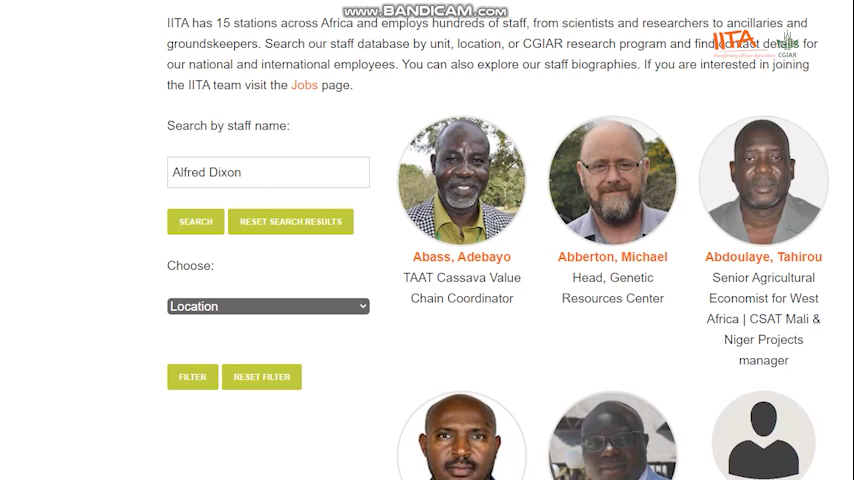 www.BANDICAM.com
IITA has 15 stations across Africa and employs hundreds of staff, from scientists and researchers to ancillaries and
groundskeepers. Search our staff database by unit, location, or CGIAR research program and find contact details for
our national and international employees. You can also explore our staff biographies. If you are interested in joining
the IITA team visit the Jobs page.
IITA
Transforming African Agriculture
CGIAR
Search by staff name:
Alfred Dixon
SEARCH
RESET SEARCH RESULTS
Choose:
Location
FILTER
RESET FILTER
Abass, Adebayo
TAAT Cassava Value
Chain Coordinator
Abberton, Michael
Head, Genetic
Resources Center
Abdoulaye, Tahirou
Senior Agricultural
Economist for West
Africa | CSAT Mali &
Niger Projects
manager